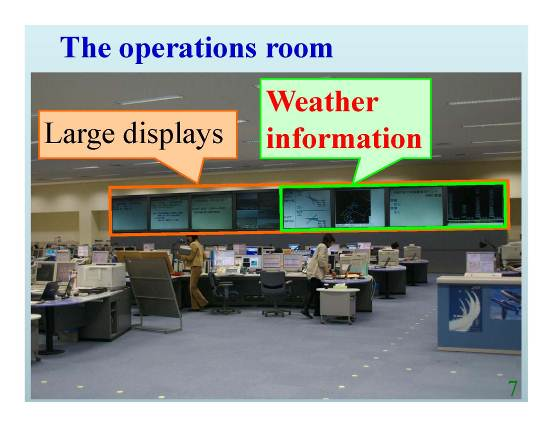 The operations room
Weather
information
Large displays
7